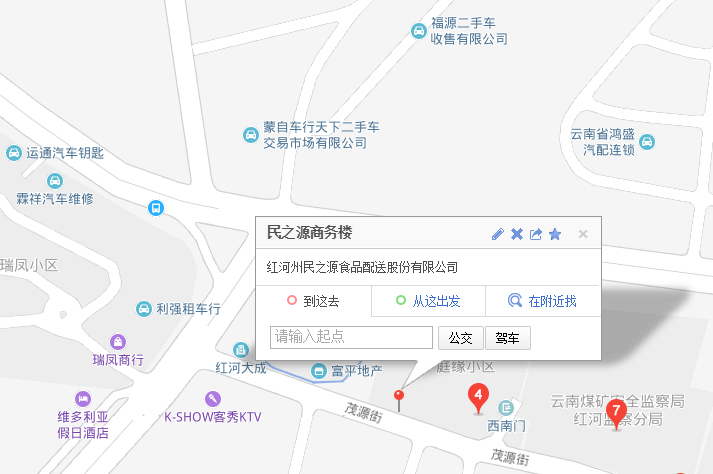 福源二手车
收售有限公司
蒙自车行天下二手车
交易市场有限公司
云南省鸿盛
汽配连锁
运通汽车钥匙
霖祥汽车维修
民之源商务楼
红河州民之源食品配送股份有限公司
到这去
从这出发
在附近找
请输入起点
公交
驾车
瑞凤小区
利强租车行
瑞凤商行
红河大成
富平地产
庭缘小区
维多利亚
假日酒店
K-SHOW客秀KTV
茂源街
4
西南门
云南煤矿安全监察局
红河监察分局
7
茂源街